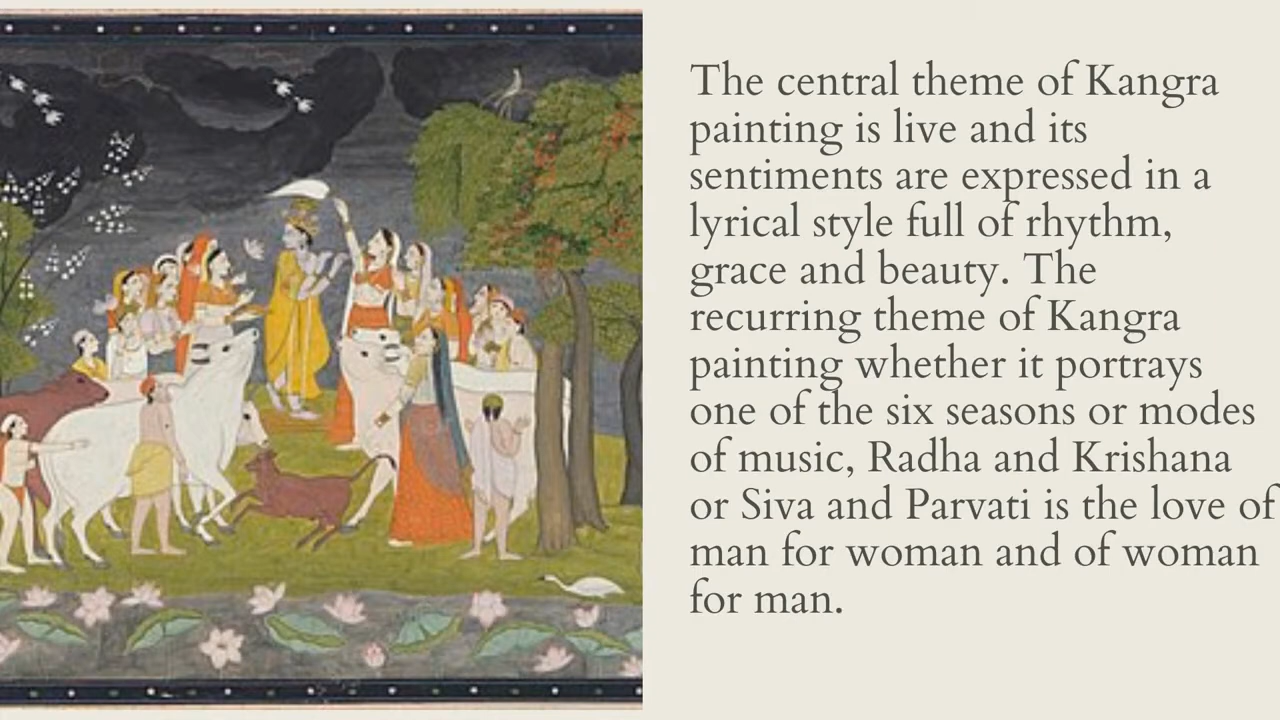 The central theme of Kangra
painting is live and its
sentiments are expressed in a
lyrical style full of rhythm,
grace and beauty. The
recurring theme of Kangra
painting whether it portrays
one of the six seasons or modes
of music, Radha and Krishana
or Siva and Parvati is the love of
man for woman and of woman
for man.